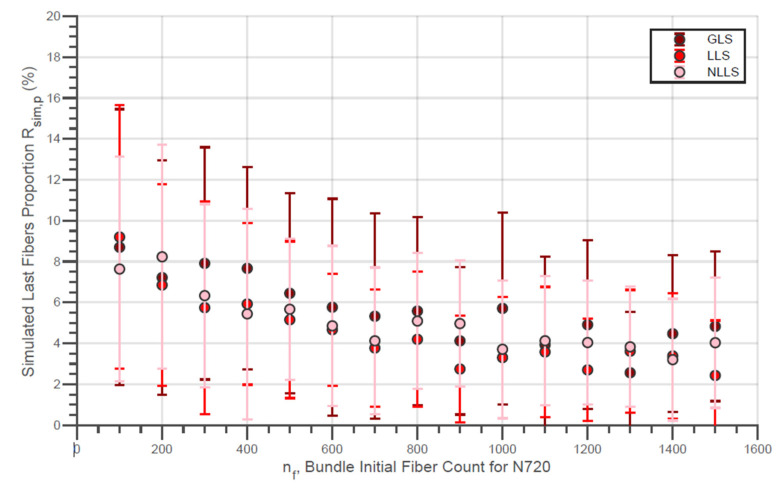 20
18
16
14
12
10
8
6
4
2
0
Simulated Last Fibers Proportion R_sim,p (%)
GLS
LLS
NLLS
0 200 400 600 800 1000 1200 1400 1600
n_f, Bundle Initial Fiber Count for N720